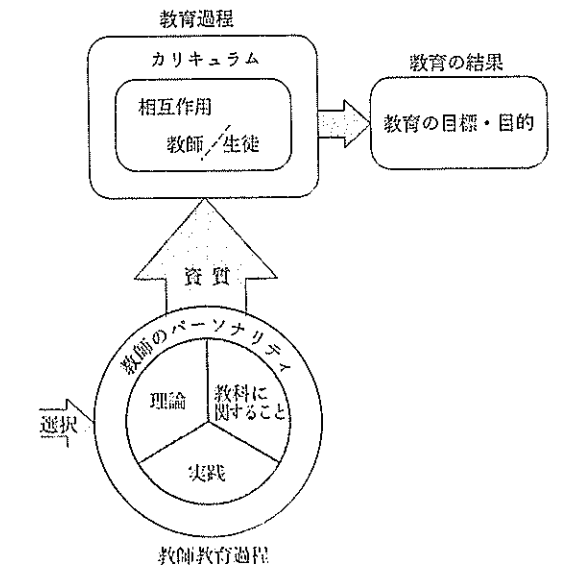 教育過程
カリキュラム
相互作用
教師／生徒
教育の結果
教育の目標・目的
資質
教師のパーソナリティ
理論
教科に
関すること
実践
選択
教師教育過程